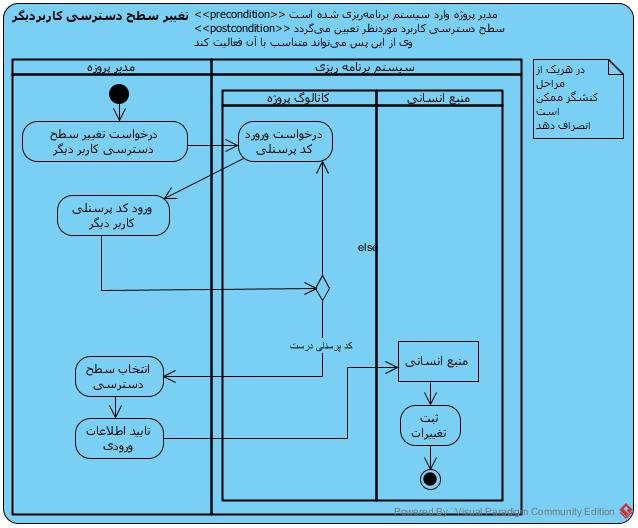 تغییر سطح دسترسی کاربردیگر <<precondition>> مدیر پروژه وارد سیستم برنامه‌ریزی شده است
<<postcondition>> سطح دسترسی کاربرد موردنظر تعیین می‌گردد
وی از این پس می‌تواند متناسب با آن فعالیت کند
مدیر پروژه
سیستم برنامه ریزی
در هریک از
مراحل
کنشگر ممکن
است
انصراف دهد
کاتالوگ پروژه
منبع انسانی
درخواست تغییر سطح
دسترسی کاربر دیگر
درخواست ورورد
کد پرسنلی
ورود کد پرسنلی
کاربر دیگر
else
کد پرسنلی درست
انتخاب سطح
دسترسی
منبع انسانی
تایید اطلاعات
ورودی
ثبت
تغییرات
Powered By Visual Paradigm Community Edition